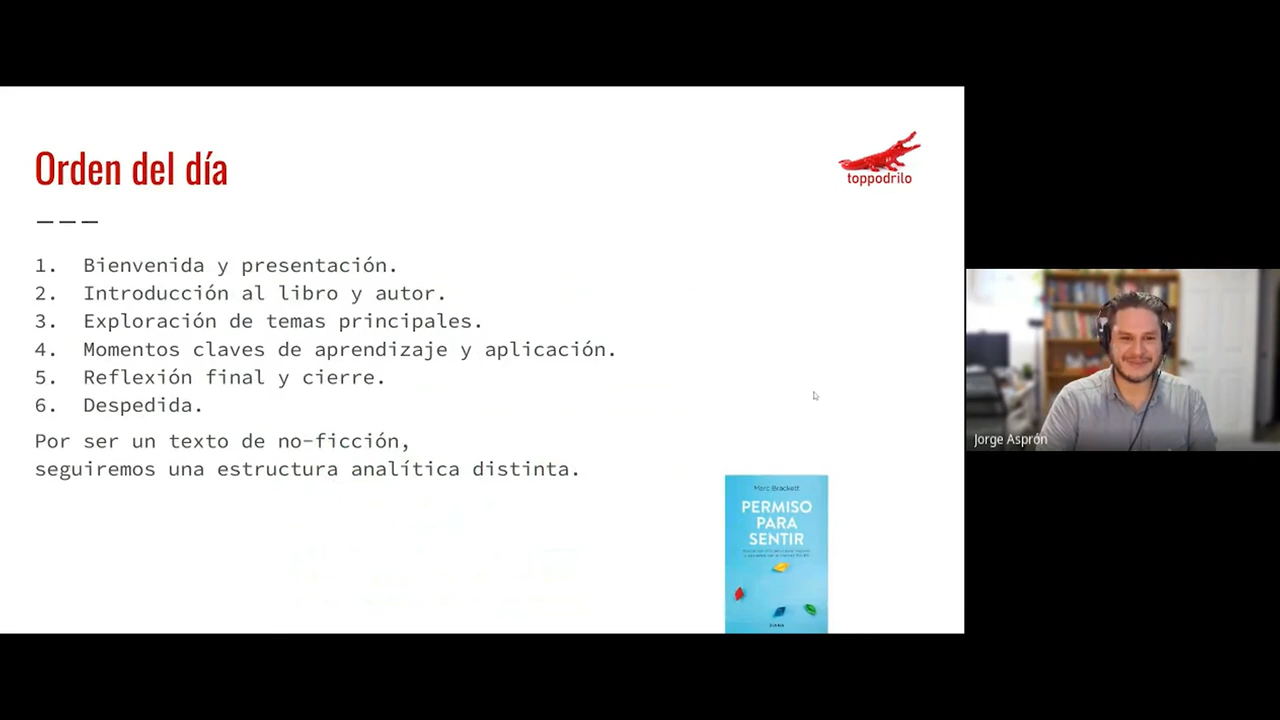 Orden del día
toppodrilo
1. Bienvenida y presentación.
2. Introducción al libro y autor.
3. Exploración de temas principales.
4. Momentos claves de aprendizaje y aplicación.
5. Reflexión final y cierre.
6. Despedida.
Por ser un texto de no-ficción,
seguiremos una estructura analítica distinta.
Marc Brackett
PERMISO
PARA
SENTIR
DIANA
Jorge Asprón